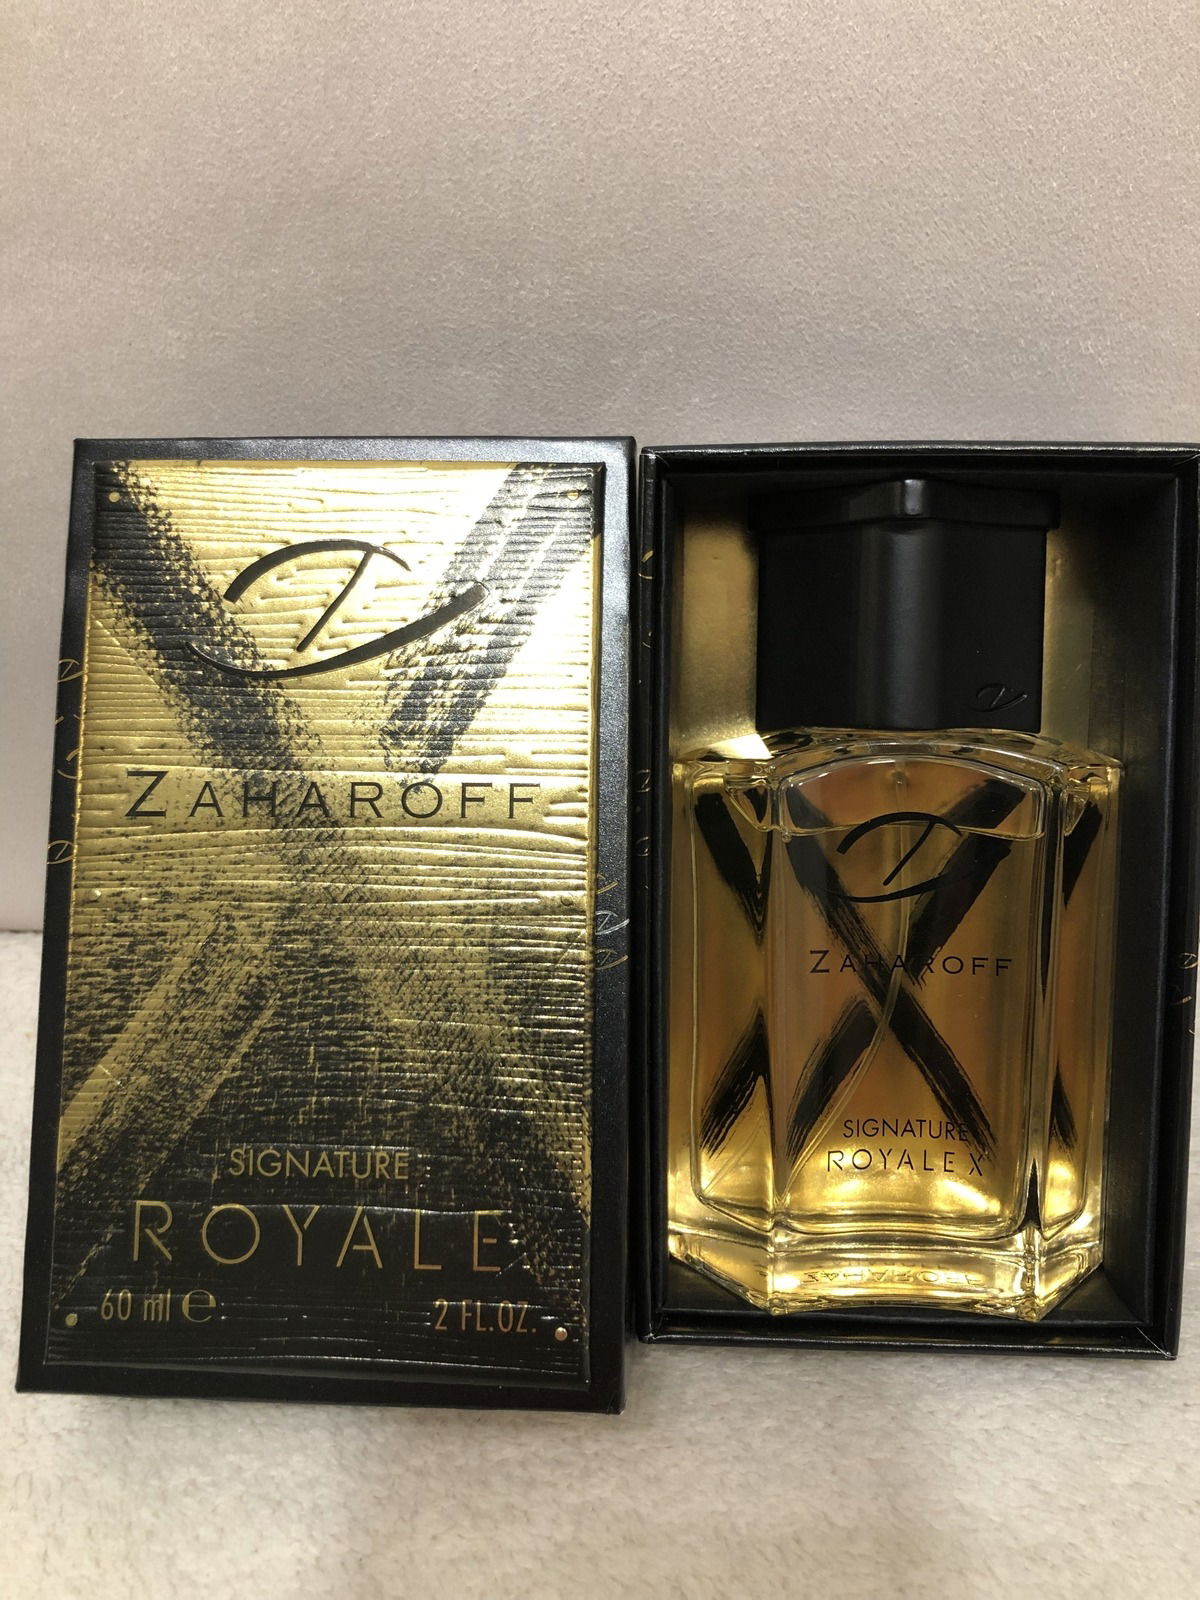 ZAHAROFF
SIGNATURE
ROYALE
60 ml ℮ 2 FL.OZ.
ZAHAROFF
SIGNATURE
ROYALE X